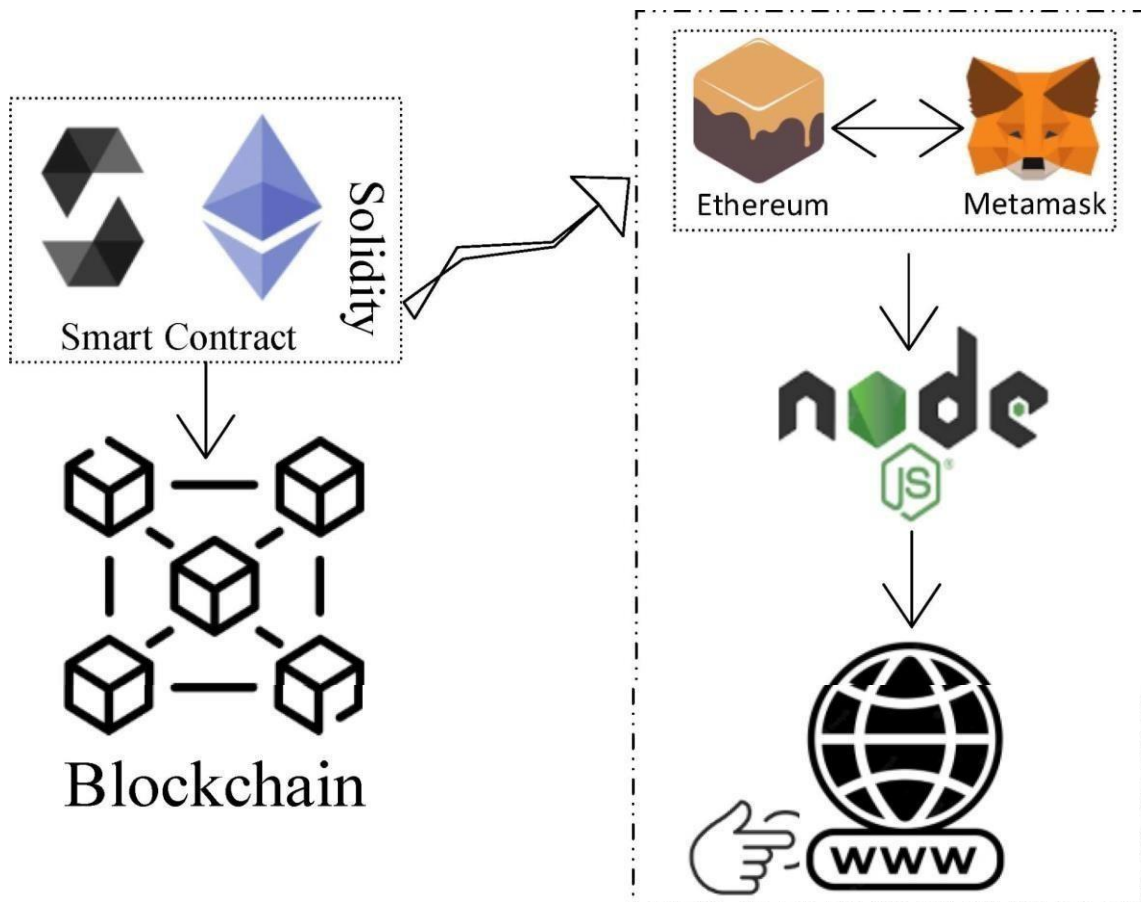 Solidity
Smart Contract
Blockchain
Ethereum
Metamask
node
JS
®
WWW